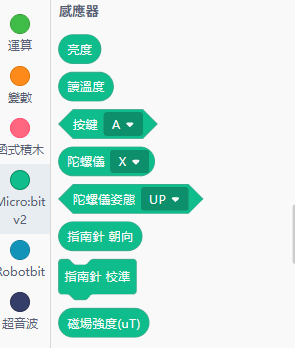 感應器
運算
亮度
讀溫度
變數
按鍵 A
函式積木
陀螺儀 X
Micro:bit
v2
陀螺儀姿態 UP
指南針 朝向
Robotbit
指南針 校準
超音波
磁場強度(uT)